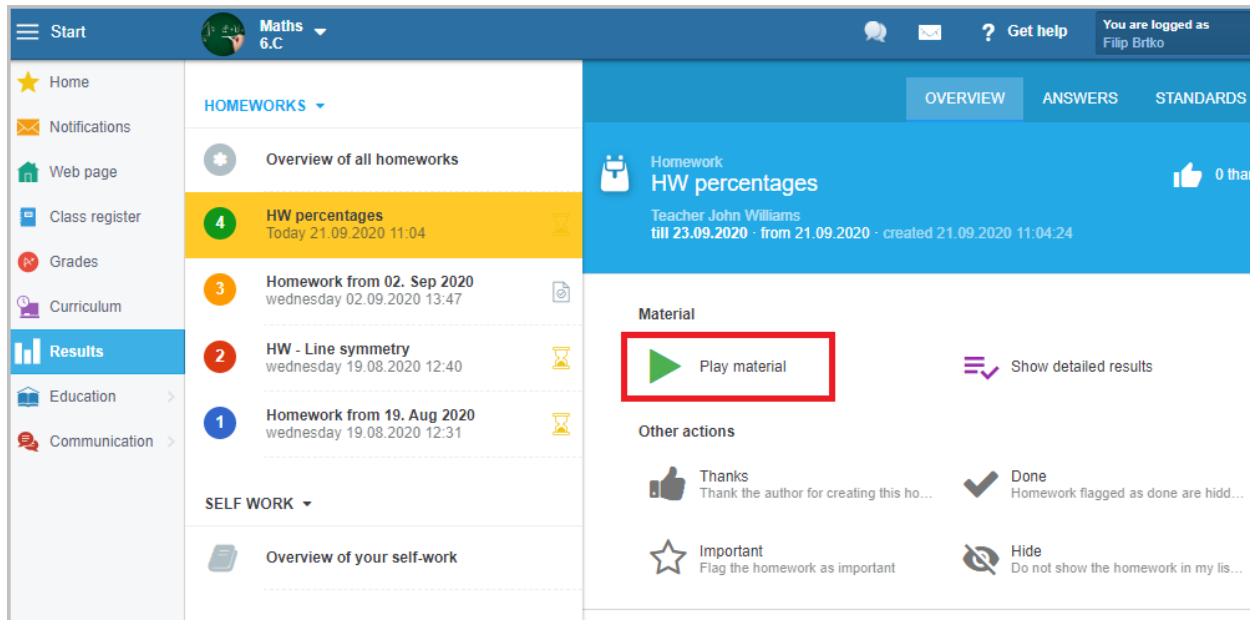 Start
Maths
6.C
Get help
You are logged as
Filip Brtko
Home
Notifications
Web page
Class register
Grades
Curriculum
Results
Education
Communication
HOMEWORKS
Overview of all homeworks
4
HW percentages
Today 21.09.2020 11:04
3
Homework from 02. Sep 2020
wednesday 02.09.2020 13:47
2
HW - Line symmetry
wednesday 19.08.2020 12:40
1
Homework from 19. Aug 2020
wednesday 19.08.2020 12:31
SELF WORK
Overview of your self-work
OVERVIEW ANSWERS STANDARDS
Homework
HW percentages
0 than
Teacher John Williams
till 23.09.2020 · from 21.09.2020 · created 21.09.2020 11:04:24
Material
Play material
Show detailed results
Other actions
Thanks
Thank the author for creating this ho...
Done
Homework flagged as done are hidd...
Important
Flag the homework as important
Hide
Do not show the homework in my lis...